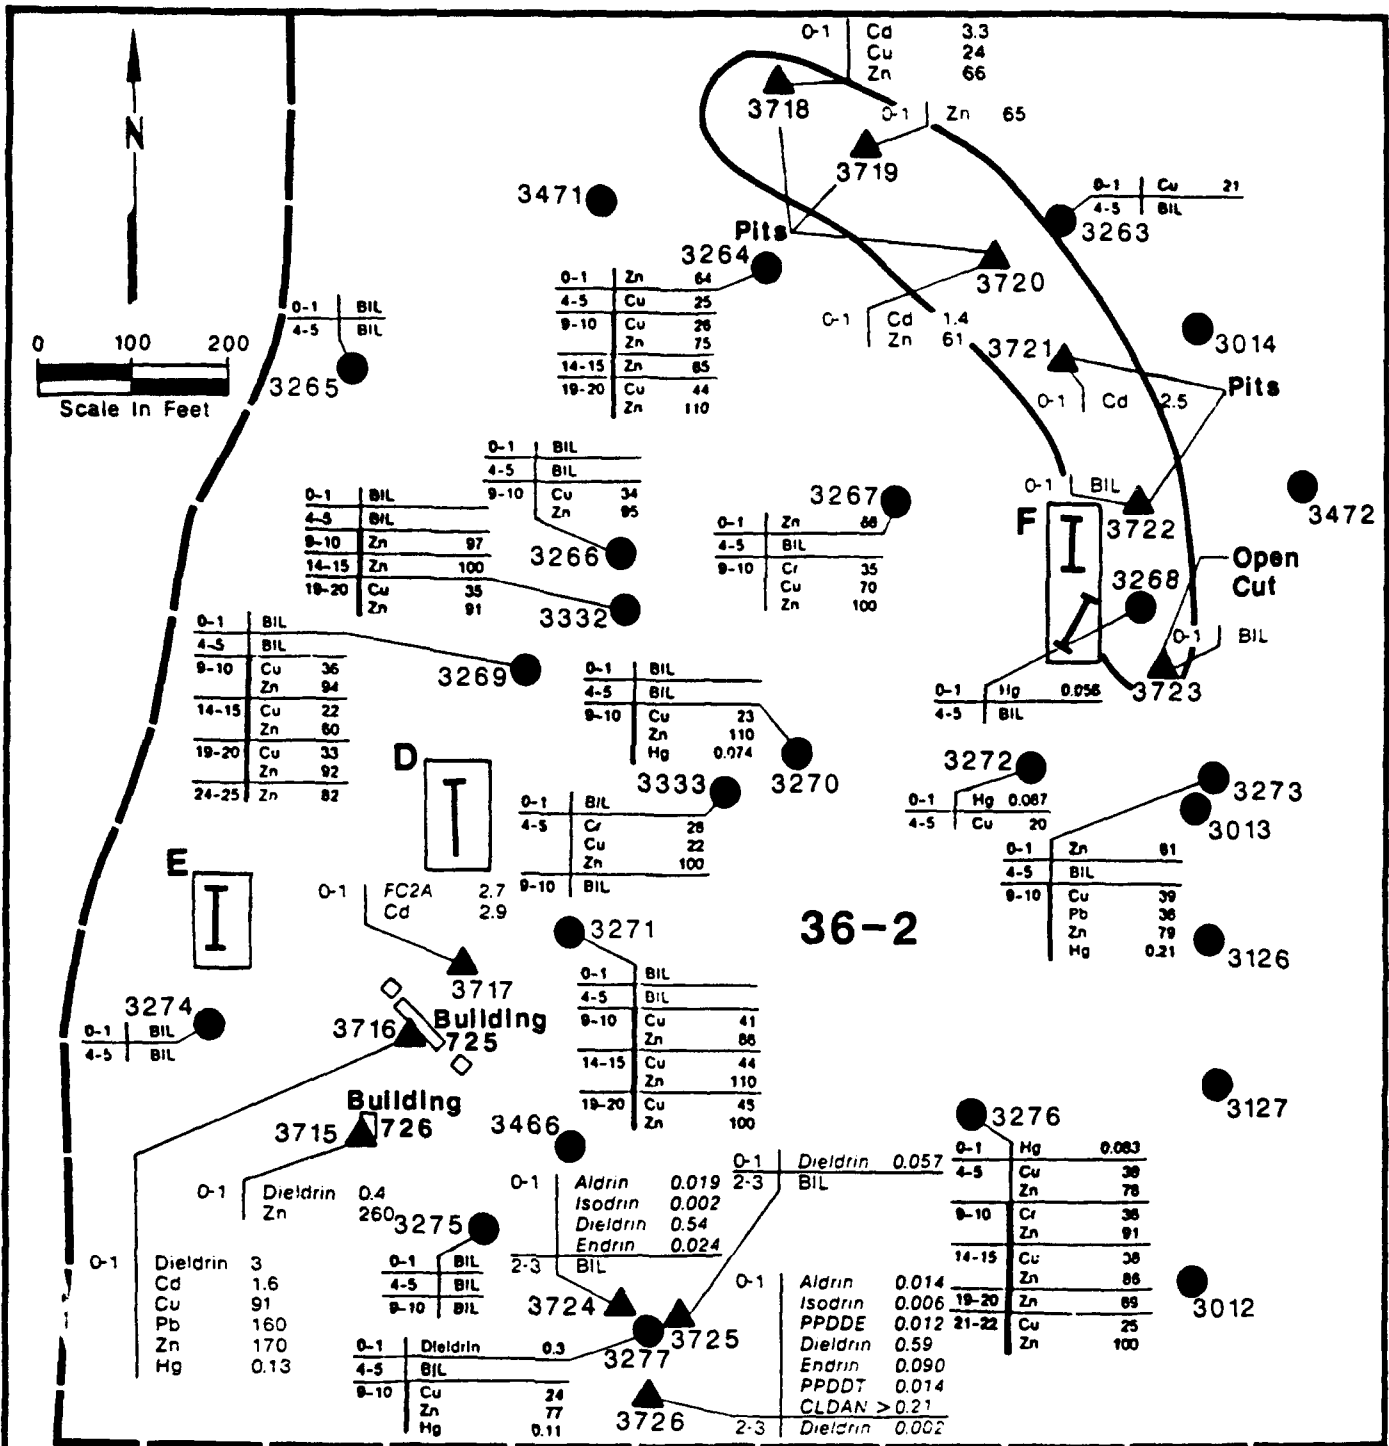 N
0 100 200
Scale In Feet
0-1 Cd 3.3
Cu 24
Zn 66
3718
0-1 Zn 65
3719
3471
0-1 Cu 21
4-5 BIL
3263
Pits
3264
0-1 Zn 64
4-5 Cu 25
9-10 Cu 26
Zn 75
14-15 Zn 65
19-20 Cu 44
Zn 110
3720
0-1 Cd 1.4
Zn 61
3014
0-1 BIL
4-5 BIL
3265
3721
0-1 Cd 2.5
Pits
0-1 BIL
4-5 BIL
9-10 Cu 34
Zn 95
3266
0-1 BIL
4-5 BIL
9-10 Zn 97
14-15 Zn 100
19-20 Cu 35
Zn 91
3332
3267
0-1 Zn
4-5 BIL
9-10 Cr 35
Cu 70
Zn 100
0-1 BIL
3722
3472
F
3268
Open
Cut
0-1 BIL
3723
0-1 Hg 0.056
4-5 BIL
0-1 BIL
4-5 BIL
9-10 Cu 36
Zn 94
14-15 Cu 22
Zn 60
19-20 Cu 33
Zn 92
24-25 Zn 82
3269
0-1 BIL
4-5 BIL
9-10 Cu 23
Zn 110
Hg 0.074
3270
D
3333
0-1 BIL
4-5 Cr 26
Cu 22
Zn 100
9-10 BIL
3272
0-1 Hg 0.067
4-5 Cu 20
3273
3013
0-1 Zn 61
4-5 BIL
9-10 Cu 39
Pb 36
Zn 79
Hg 0.21
E
0-1 FC2A 2.7
Cd 2.9
3717
3271
0-1 BIL
4-5 BIL
9-10 Cu 41
Zn
14-15 Cu 44
Zn 110
19-20 Cu 45
Zn 100
36-2
3126
3274
0-1 BIL
4-5 BIL
3716
Building
725
3127
Building
726
3715
0-1 Dieldrin 0.4
Zn 260
3466
0-1 Dieldrin 3
Cd 1.6
Cu 91
Pb 160
Zn 170
Hg 0.13
3275
0-1 BIL
4-5 BIL
9-10 BIL
0-1 Aldrin 0.019
Isodrin 0.002
Dieldrin 0.54
Endrin 0.024
2-3 BIL
3724
0-1 Dieldrin 0.057
2-3 BIL
3725
3276
0-1 Hg 0.083
4-5 Cu
Zn 78
9-10 Cr
Zn 91
14-15 Cu
Zn
19-20 Zn
21-22 Cu 25
Zn 100
3012
0-1 Dieldrin 0.3
4-5 BIL
9-10 Cu 24
Zn 77
Hg 0.11
3277
3726
0-1 Aldrin 0.014
Isodrin 0.006
PPDDE 0.012
Dieldrin 0.59
Endrin 0.090
PPDDT 0.014
CLDAN > 0.21
2-3 Dieldrin 0.002